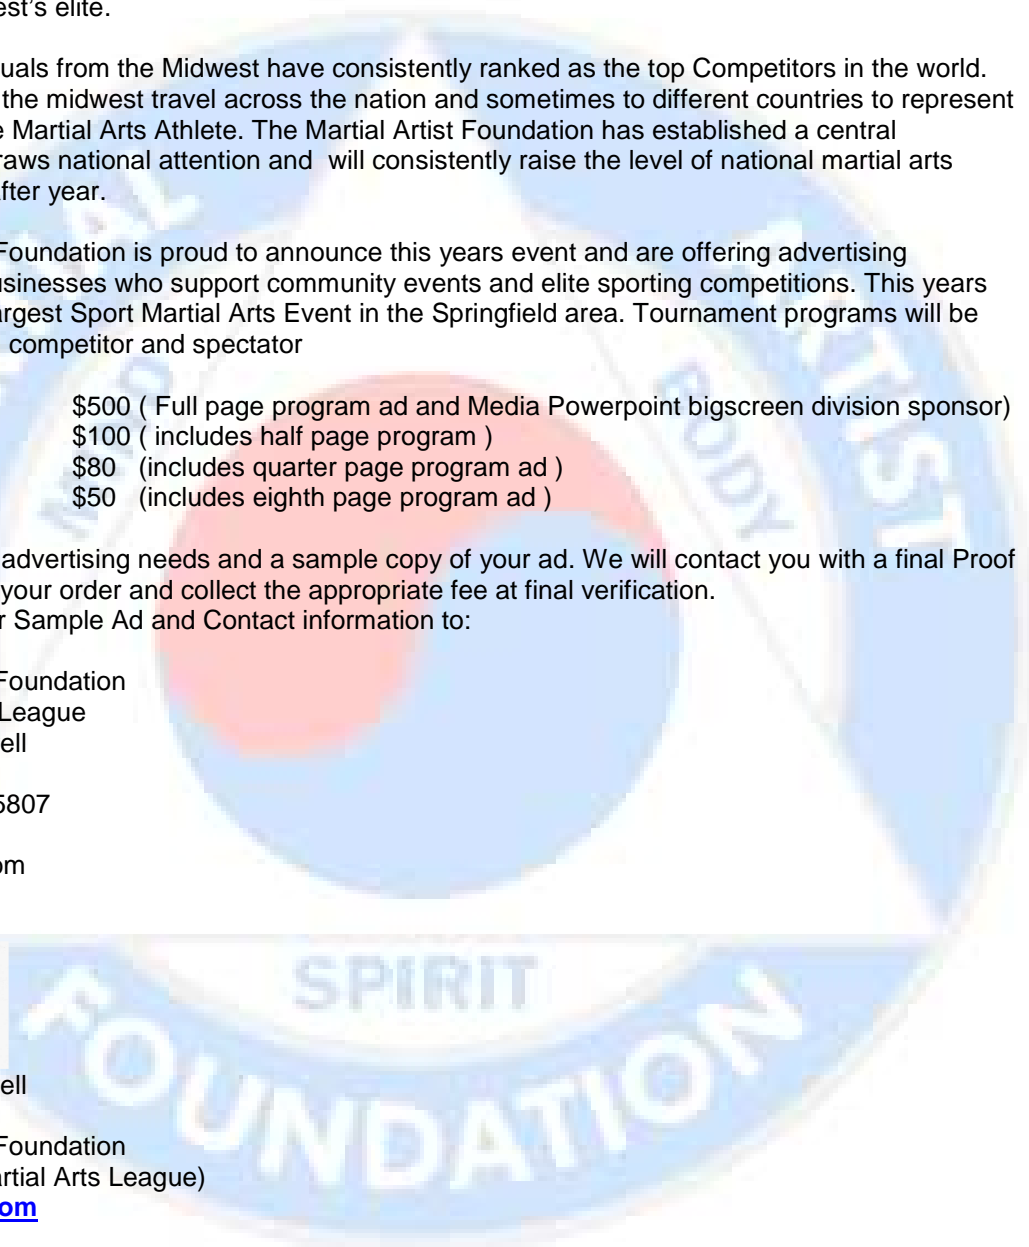 est's elite.
uals from the Midwest have consistently ranked as the top Competitors in the world.
the midwest travel across the nation and sometimes to different countries to represent
e Martial Arts Athlete. The Martial Artist Foundation has established a central
raws national attention and  will consistently raise the level of national martial arts
fter year.
Foundation is proud to announce this years event and are offering advertising
usinesses who support community events and elite sporting competitions. This years
argest Sport Martial Arts Event in the Springfield area. Tournament programs will be
competitor and spectator
$500 ( Full page program ad and Media Powerpoint bigscreen division sponsor)
$100 ( includes half page program )
$80   (includes quarter page program ad )
$50   (includes eighth page program ad )
advertising needs and a sample copy of your ad. We will contact you with a final Proof
your order and collect the appropriate fee at final verification.
r Sample Ad and Contact information to:
Foundation
League
ell
5807
om
ell
Foundation
artial Arts League)
om
MARTIAL ARTIST
MIND
BODY
SPIRIT
FOUNDATION